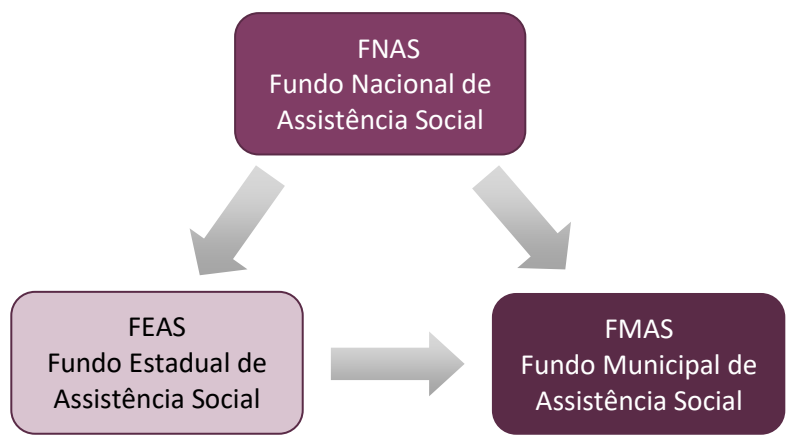 FNAS
Fundo Nacional de
Assistência Social
FEAS
Fundo Estadual de
Assistência Social
FMAS
Fundo Municipal de
Assistência Social